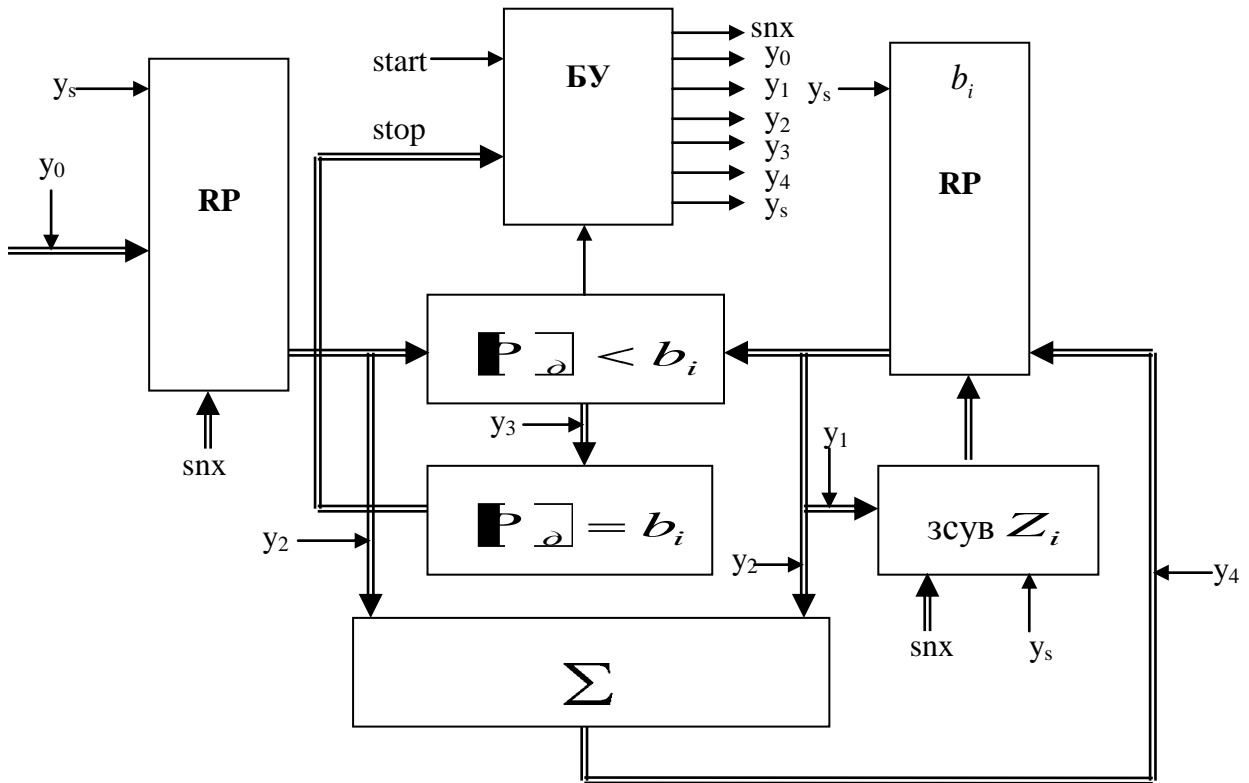 snx
start
БУ
y₀
yₛ
y₁
yₛ
bᵢ
y₂
stop
y₃
y₀
RP
y₄
RP
yₛ
< bᵢ
y₃
y₁
snx
= bᵢ
зсув Zᵢ
y₂
y₂
y₄
snx
yₛ
Σ